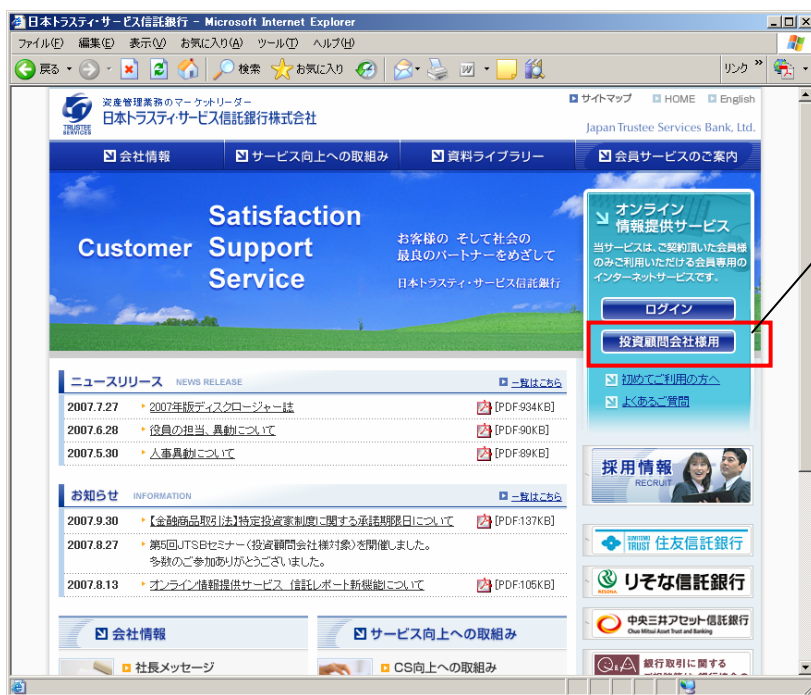 日本トラスティ・サービス信託銀行 - Microsoft Internet Explorer
ファイル(F) 編集(E) 表示(V) お気に入り(A) ツール(T) ヘルプ(H)
戻る 検索 お気に入り リンク »
資産管理業務のマーケットリーダー
日本トラスティ・サービス信託銀行株式会社
TRUSTEE SERVICES
サイトマップ HOME English
Japan Trustee Services Bank, Ltd.
会社情報 サービス向上への取組み 資料ライブラリー 会員サービスのご案内
Customer
Satisfaction
Support
Service
お客様の そして社会の
最良のパートナーをめざして
日本トラスティ・サービス信託銀行
オンライン
情報提供サービス
当サービスは、ご契約頂いた会員様
のみご利用いただける会員専用の
インターネットサービスです。
ログイン
投資顧問会社様用
初めてご利用の方へ
よくあるご質問
ニュースリリース NEWS RELEASE 一覧はこちら
2007.7.27 2007年版ディスクロージャー誌 [PDF:934KB]
2007.6.28 役員の担当、異動について [PDF:90KB]
2007.5.30 人事異動について [PDF:89KB]
お知らせ INFORMATION 一覧はこちら
2007.9.30 【金融商品取引法】特定投資家制度に関する承諾期限日について [PDF:137KB]
2007.8.27 第5回JTSBセミナー(投資顧問会社様対象)を開催しました。
多数のご参加ありがとうございました。
2007.8.13 オンライン情報提供サービス 信託レポート新機能について [PDF:105KB]
採用情報
RECRUIT
SUMITOMO TRUST 住友信託銀行
RESONA りそな信託銀行
中央三井アセット信託銀行
Chuo Mitsui Asset Trust and Banking
Q&A 銀行取引に関する
会社情報 サービス向上への取組み
社長メッセージ CS向上への取組み